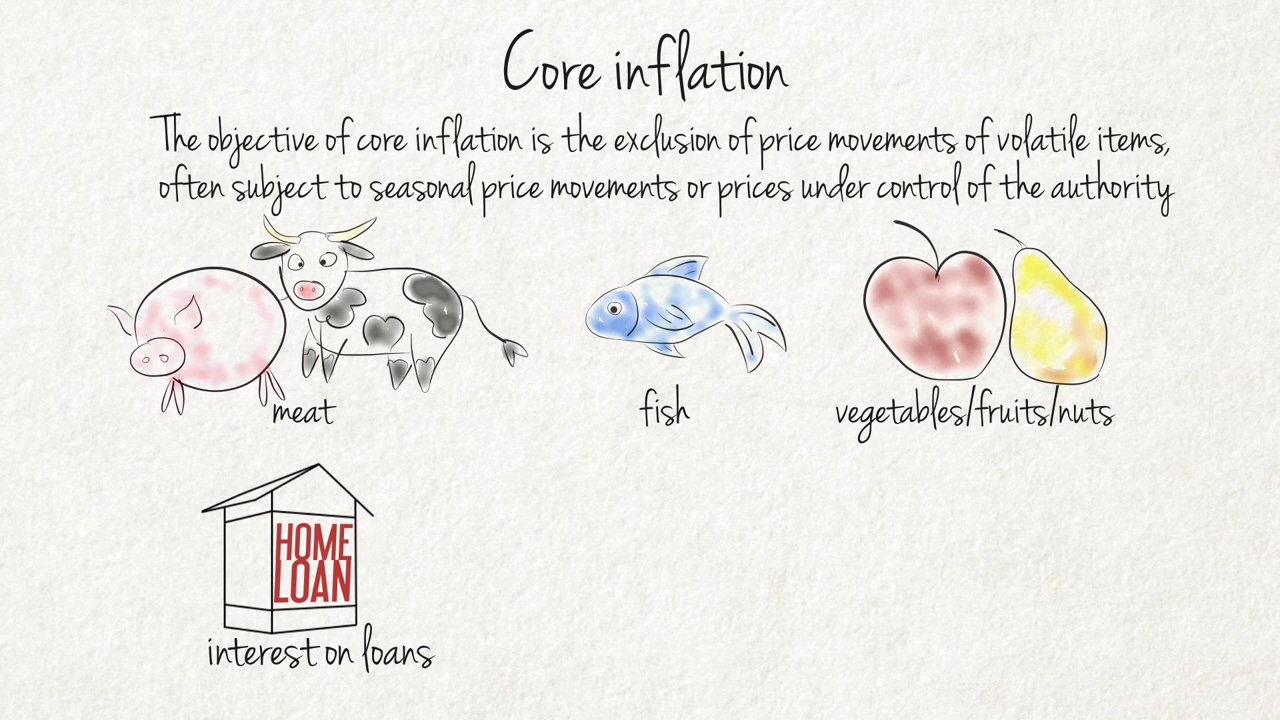 Core inflation
The objective of core inflation is the exclusion of price movements of volatile items,
often subject to seasonal price movements or prices under control of the authority
meat
fish
vegetables/fruits/nuts
HOME
LOAN
interest on loans